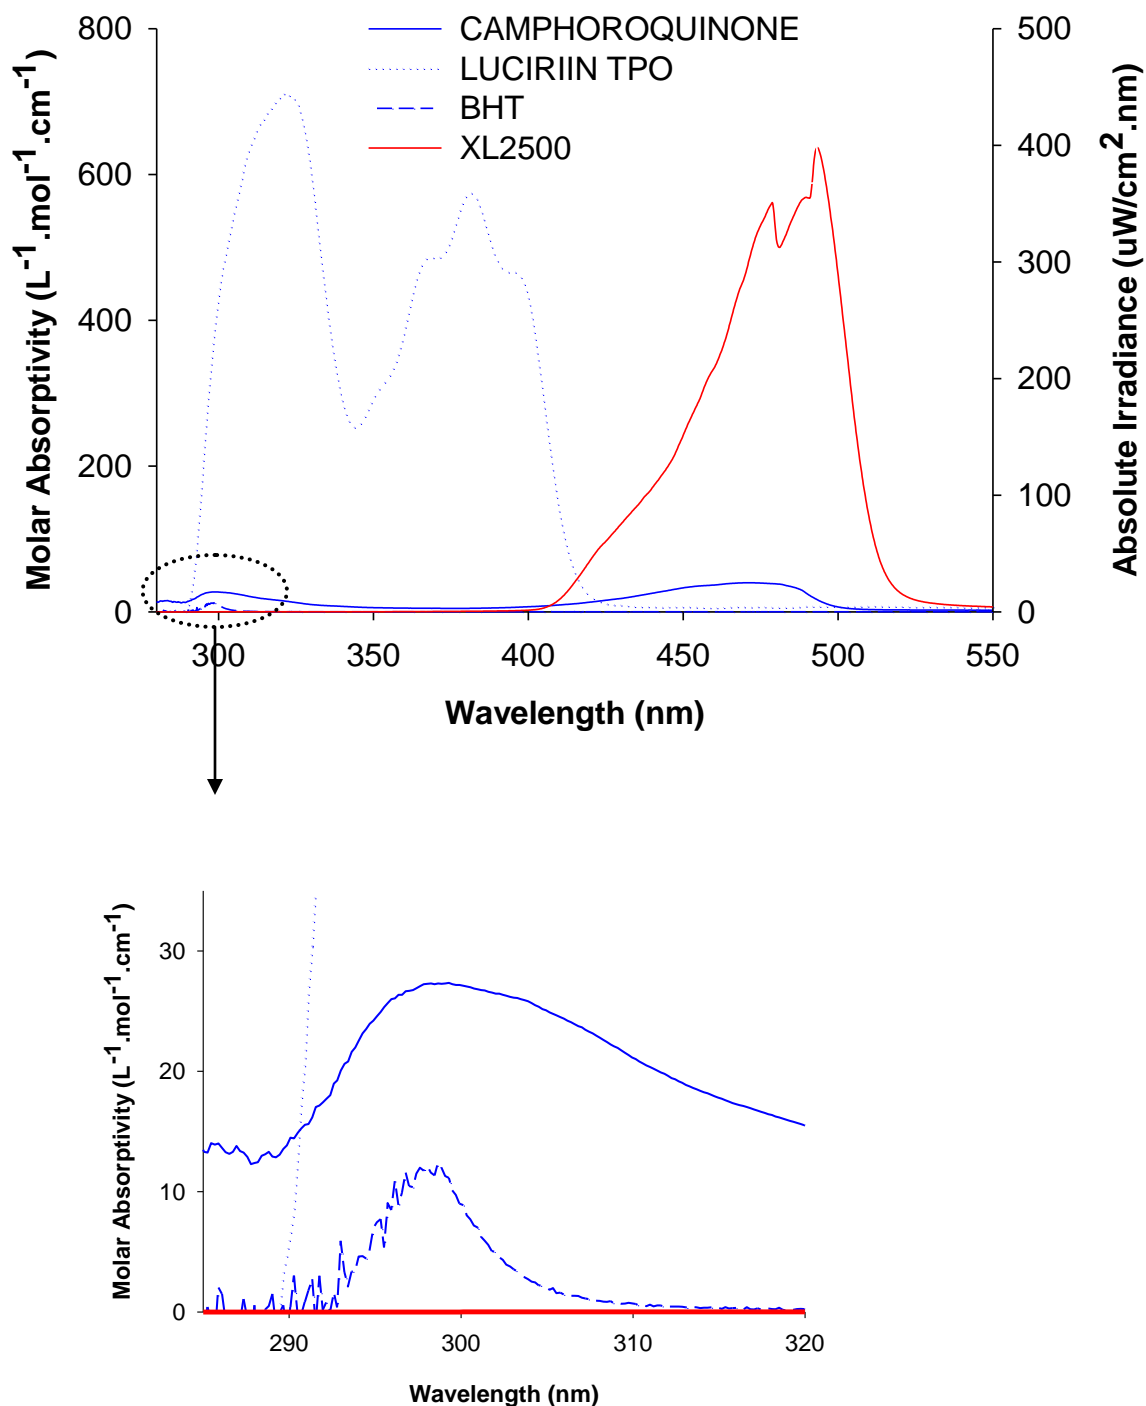 800
600
400
200
0
Molar Absorptivity (L⁻¹.mol⁻¹.cm⁻¹)
CAMPHOROQUINONE
LUCIRIIN TPO
BHT
XL2500
500
400
300
200
100
0
Absolute Irradiance (uW/cm².nm)
300 350 400 450 500 550
Wavelength (nm)
30
20
10
0
Molar Absorptivity (L⁻¹.mol⁻¹.cm⁻¹)
290 300 310 320
Wavelength (nm)